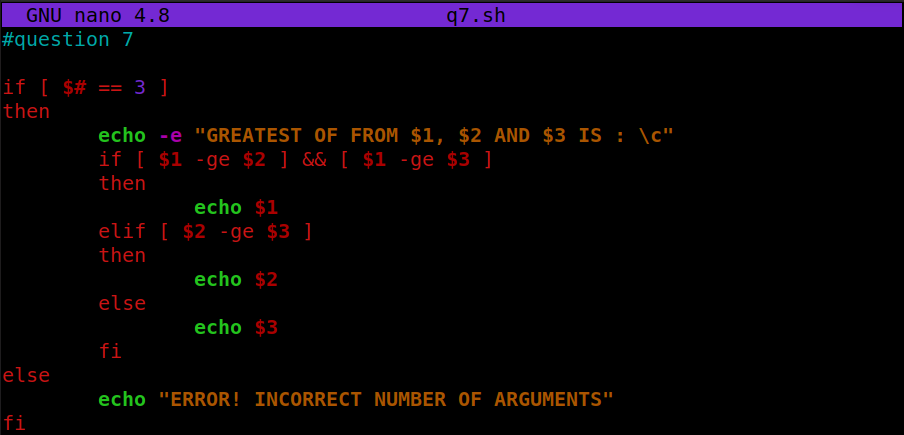 GNU nano 4.8 q7.sh
#question 7
if [ $# == 3 ]
then
echo -e "GREATEST OF FROM $1, $2 AND $3 IS : \c"
if [ $1 -ge $2 ] && [ $1 -ge $3 ]
then
echo $1
elif [ $2 -ge $3 ]
then
echo $2
else
echo $3
fi
else
echo "ERROR! INCORRECT NUMBER OF ARGUMENTS"
fi